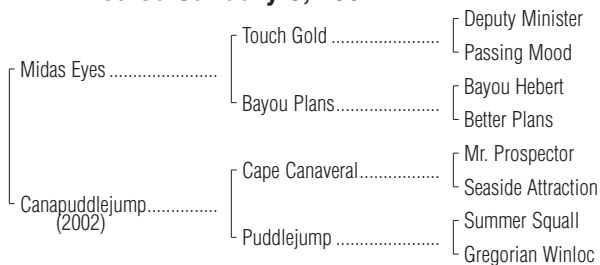 Touch Gold
Deputy Minister
Passing Mood
Midas Eyes
Bayou Plans
Bayou Hebert
Better Plans
Cape Canaveral
Mr. Prospector
Seaside Attraction
Canapuddlejump
(2002)
Puddlejump
Summer Squall
Gregorian Winloc